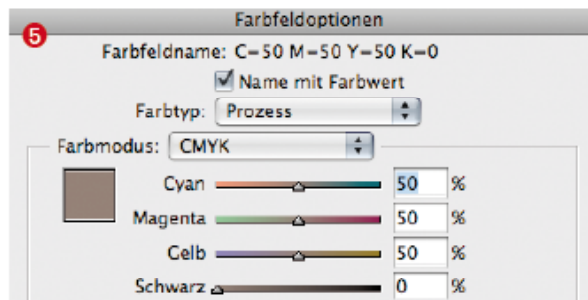 Farbfeldoptionen
5
Farbfeldname: C=50 M=50 Y=50 K=0
Name mit Farbwert
Farbtyp: Prozess
Farbmodus: CMYK
Cyan 50 %
Magenta 50 %
Gelb 50 %
Schwarz 0 %